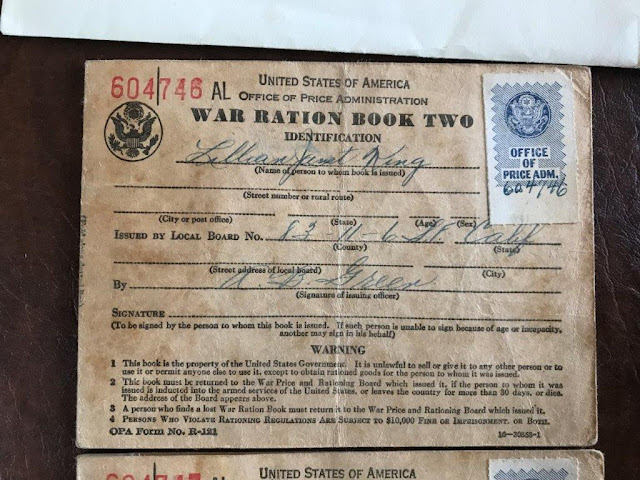 604746 AL
UNITED STATES OF AMERICA
OFFICE OF PRICE ADMINISTRATION
WAR RATION BOOK TWO
IDENTIFICATION
OFFICE
OF
PRICE ADM.
604746
Lillian Janet King
(Name of person to whom book is issued)
(Street number or rural route)
(City or post office) (State) (Age) (Sex)
ISSUED BY LOCAL BOARD NO. 83- Calif
(County) (State)
(Street address of local board) (City)
By Green
(Signature of issuing officer)
SIGNATURE
(To be signed by the person to whom this book is issued. If such person is unable to sign because of age or incapacity, another may sign in his behalf)
WARNING
1 This book is the property of the United States Government. It is unlawful to sell or give it to any other person or to
use it or permit anyone else to use it, except to obtain rationed goods for the person to whom it was issued.
2 This book must be returned to the War Price and Rationing Board which issued it, if the person to whom it was
issued is inducted into the armed services of the United States, or leaves the country for more than 30 days, or dies.
The address of the Board appears above.
3 A person who finds a lost War Ration Book must return it to the War Price and Rationing Board which issued it.
4 PERSONS WHO VIOLATE RATIONING REGULATIONS ARE SUBJECT TO $10,000 FINE OR IMPRISONMENT, OR BOTH.
OPA FORM NO. R-121 16-30853-1
604747 AL
UNITED STATES OF AMERICA